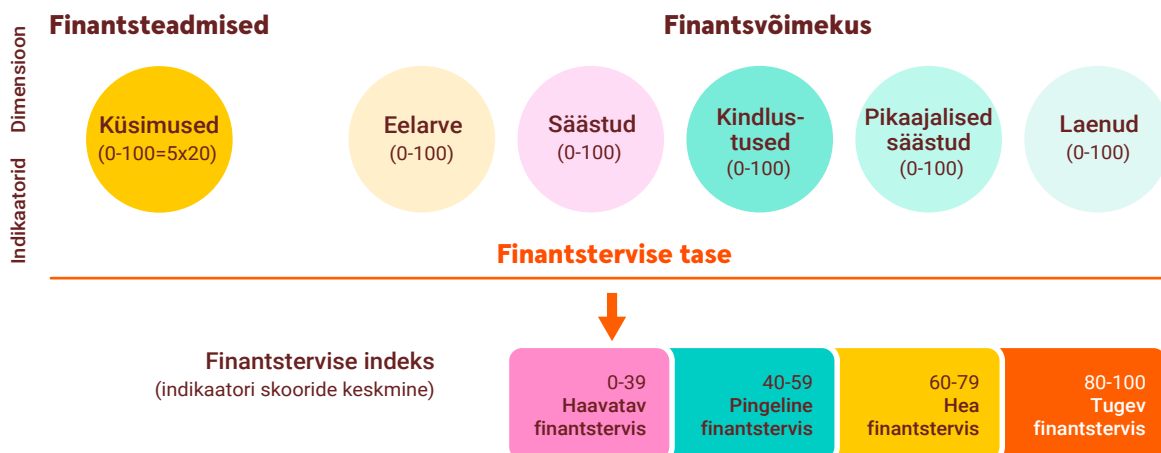 Dimensioon
Finantsteadmised
Finantsvõimekus
Indikaatorid
Küsimused
(0-100=5x20)
Eelarve
(0-100)
Säästud
(0-100)
Kindlus-
tused
(0-100)
Pikaajalised
säästud
(0-100)
Laenud
(0-100)
Finantstervise tase
Finantstervise indeks
(indikaatori skooride keskmine)
0-39
Haavatav
finantstervis
40-59
Pingeline
finantstervis
60-79
Hea
finantstervis
80-100
Tugev
finantstervis